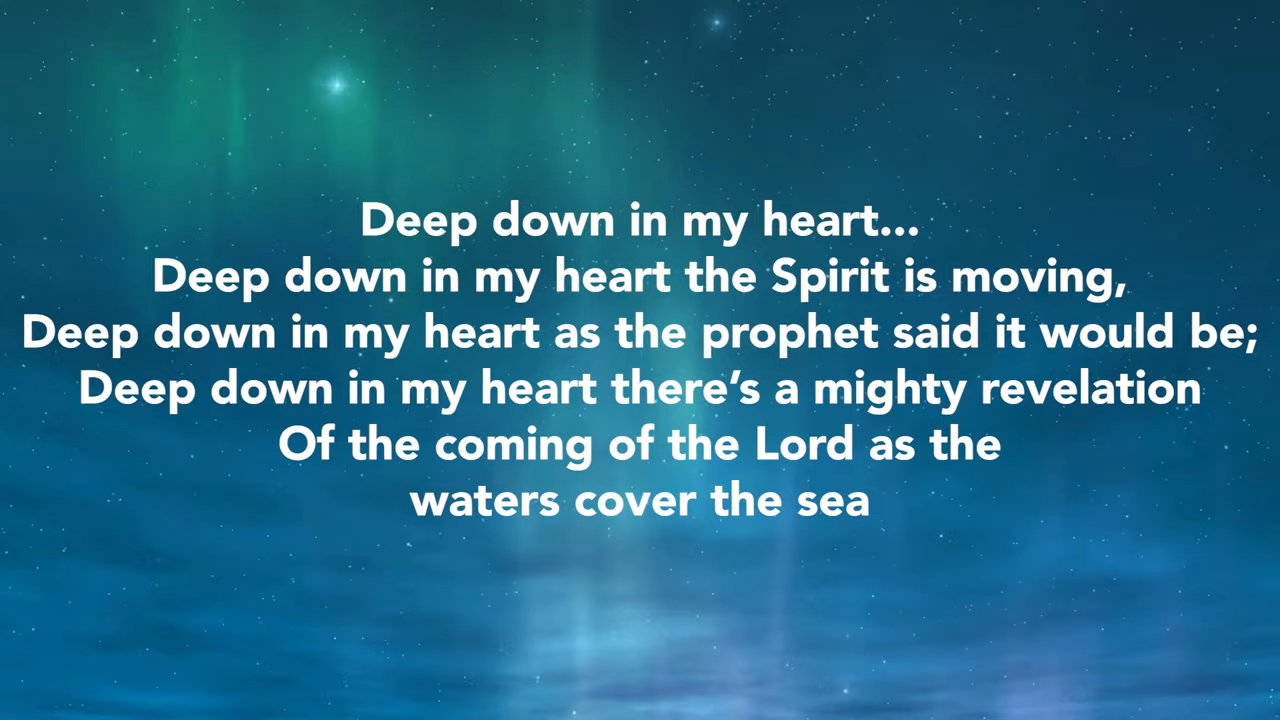 Deep down in my heart...
Deep down in my heart the Spirit is moving,
Deep down in my heart as the prophet said it would be;
Deep down in my heart there’s a mighty revelation
Of the coming of the Lord as the
waters cover the sea